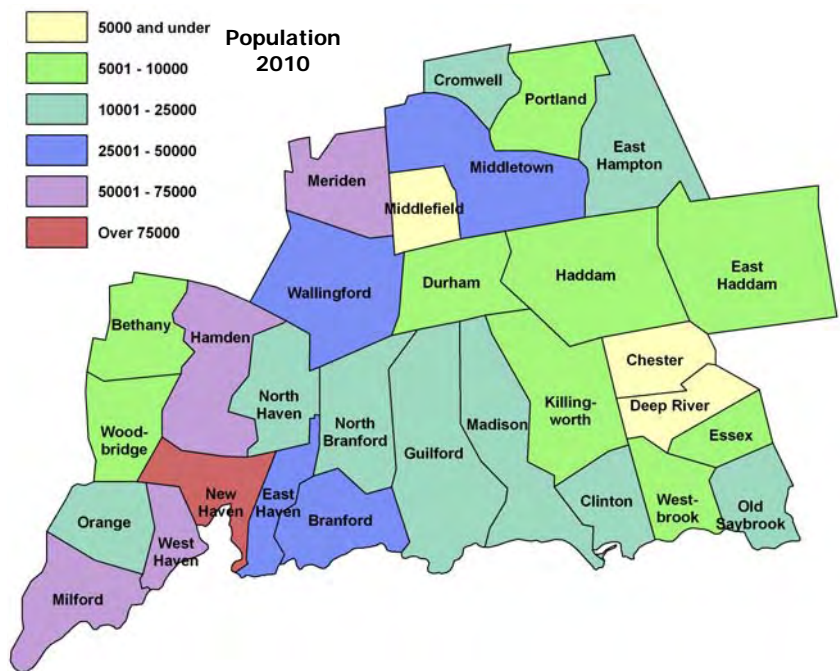 5000 and under
5001 - 10000
10001 - 25000
25001 - 50000
50001 - 75000
Over 75000
Population
2010
Cromwell
Portland
East
Hampton
Meriden
Middletown
Middlefield
Wallingford
Durham
Haddam
East
Haddam
Bethany
Hamden
North
Haven
North
Branford
Guilford
Madison
Killing-
worth
Chester
Deep River
Essex
Wood-
bridge
New
Haven
East
Haven
Branford
Clinton
West-
brook
Old
Saybrook
Orange
West
Haven
Milford